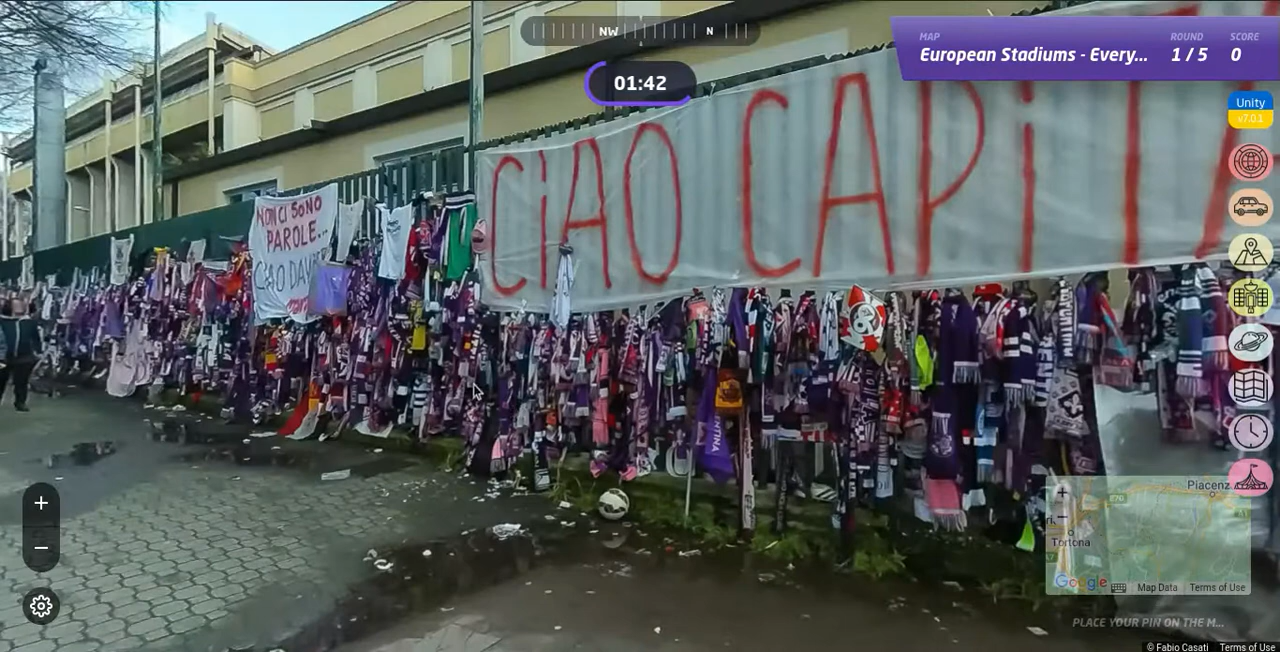 NW
N
MAP
ROUND
SCORE
European Stadiums - Every...
1 / 5
0
01:42
Unity
v7.0.1
CIAO CAPITA
NON CI SONO
PAROLE...
CIAO DAVIDE
Piacenz
Tortona
Google
Map Data
Terms of Use
PLACE YOUR PIN ON THE M...
© Fabio Casati
Terms of Use